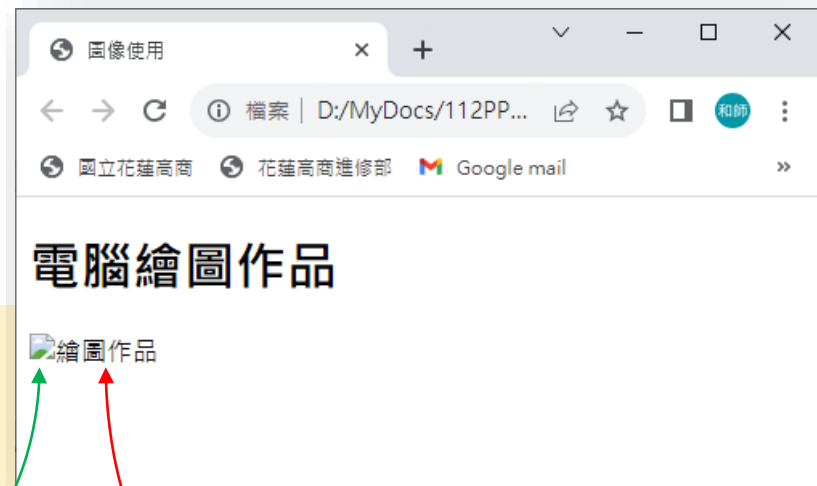 圖像使用
檔案 | D:/MyDocs/112PP... 和師
國立花蓮高商 花蓮高商進修部 Google mail »
電腦繪圖作品
繪圖作品